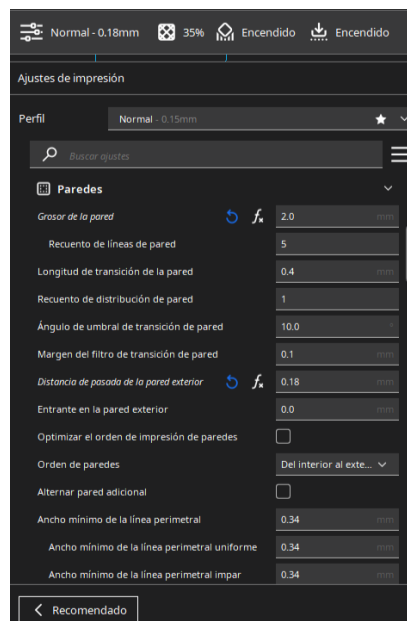 Normal - 0.18mm 35% Encendido Encendido
Ajustes de impresión
Perfil Normal - 0.15mm
Buscar ajustes
Paredes
Grosor de la pared 2.0 mm
Recuento de líneas de pared 5
Longitud de transición de la pared 0.4 mm
Recuento de distribución de pared 1
Ángulo de umbral de transición de pared 10.0 °
Margen del filtro de transición de pared 0.1 mm
Distancia de pasada de la pared exterior 0.18 mm
Entrante en la pared exterior 0.0 mm
Optimizar el orden de impresión de paredes
Orden de paredes Del interior al exte...
Alternar pared adicional
Ancho mínimo de la línea perimetral 0.34 mm
Ancho mínimo de la línea perimetral uniforme 0.34 mm
Ancho mínimo de la línea perimetral impar 0.34 mm
Recomendado